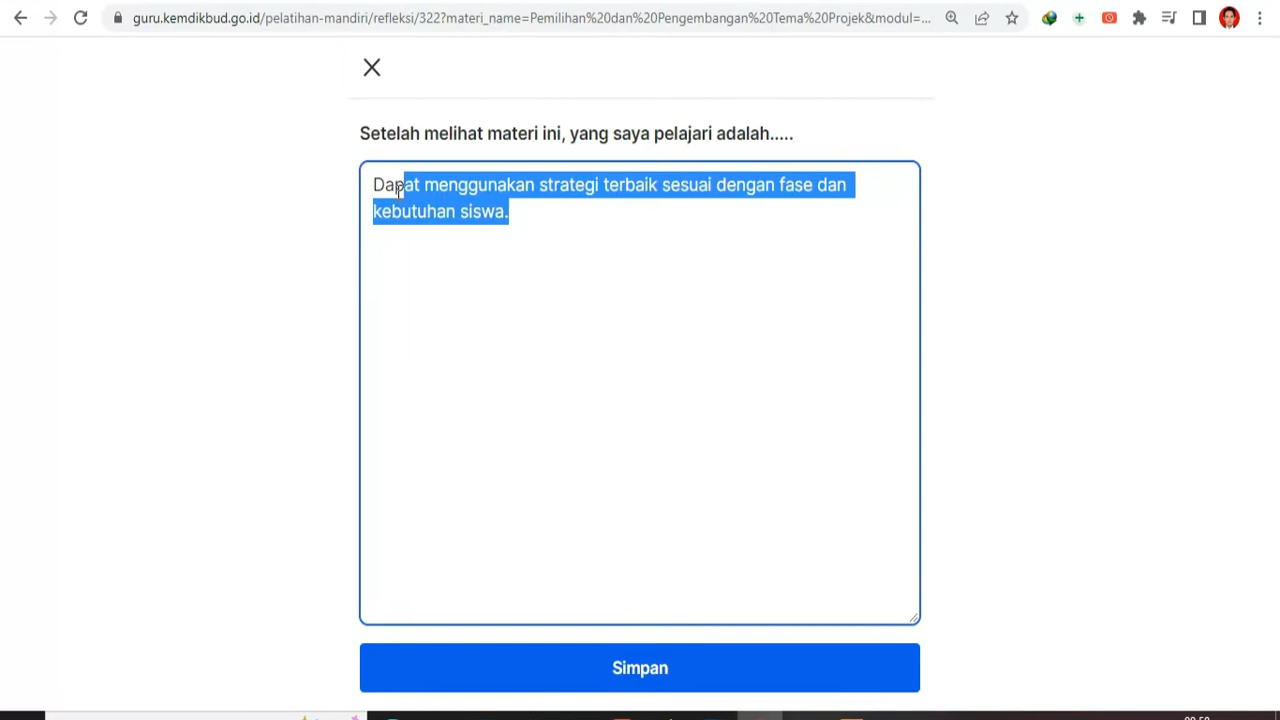 guru.kemdikbud.go.id/pelatihan-mandiri/refleksi/322?materi_name=Pemilihan%20dan%20Pengembangan%20Tema%20Projek&modul=...
Setelah melihat materi ini, yang saya pelajari adalah.....
Dapat menggunakan strategi terbaik sesuai dengan fase dan
kebutuhan siswa.
Simpan